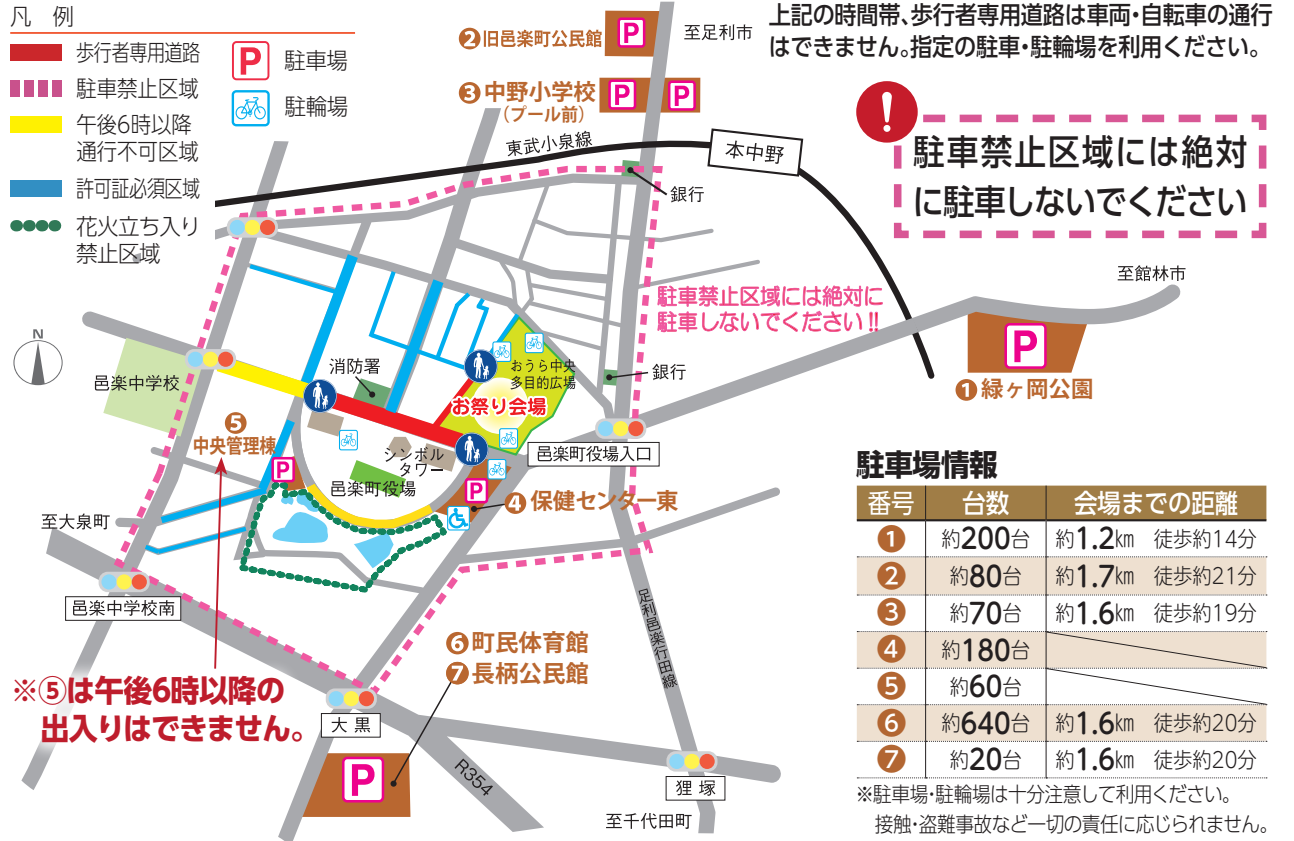 凡 例
歩行者専用道路
駐車禁止区域
午後6時以降
通行不可区域
許可証必須区域
花火立ち入り
禁止区域
P 駐車場
駐輪場
上記の時間帯、歩行者専用道路は車両・自転車の通行
はできません。指定の駐車・駐輪場を利用ください。
!
駐車禁止区域には絶対
に駐車しないでください
❷旧邑楽町公民館
P
至足利市
❸中野小学校
(プール前)
P
P
東武小泉線
本中野
銀行
駐車禁止区域には絶対に
駐車しないでください!!
至館林市
P
❶緑ヶ岡公園
N
邑楽中学校
消防署
おうら中央
多目的広場
お祭り会場
銀行
❺
中央管理棟
P
シンボル
タワー
邑楽町役場
邑楽町役場入口
P
❹保健センター東
至大泉町
邑楽中学校南
足利邑楽行田線
❻町民体育館
❼長柄公民館
※⑤は午後6時以降の
出入りはできません。
大 黒
P
R354
狸 塚
至千代田町
駐車場情報
番号 台数 会場までの距離
❶ 約200台 約1.2km 徒歩約14分
❷ 約80台 約1.7km 徒歩約21分
❸ 約70台 約1.6km 徒歩約19分
❹ 約180台
❺ 約60台
❻ 約640台 約1.6km 徒歩約20分
❼ 約20台 約1.6km 徒歩約20分
※駐車場・駐輪場は十分注意して利用ください。
接触・盗難事故など一切の責任に応じられません。